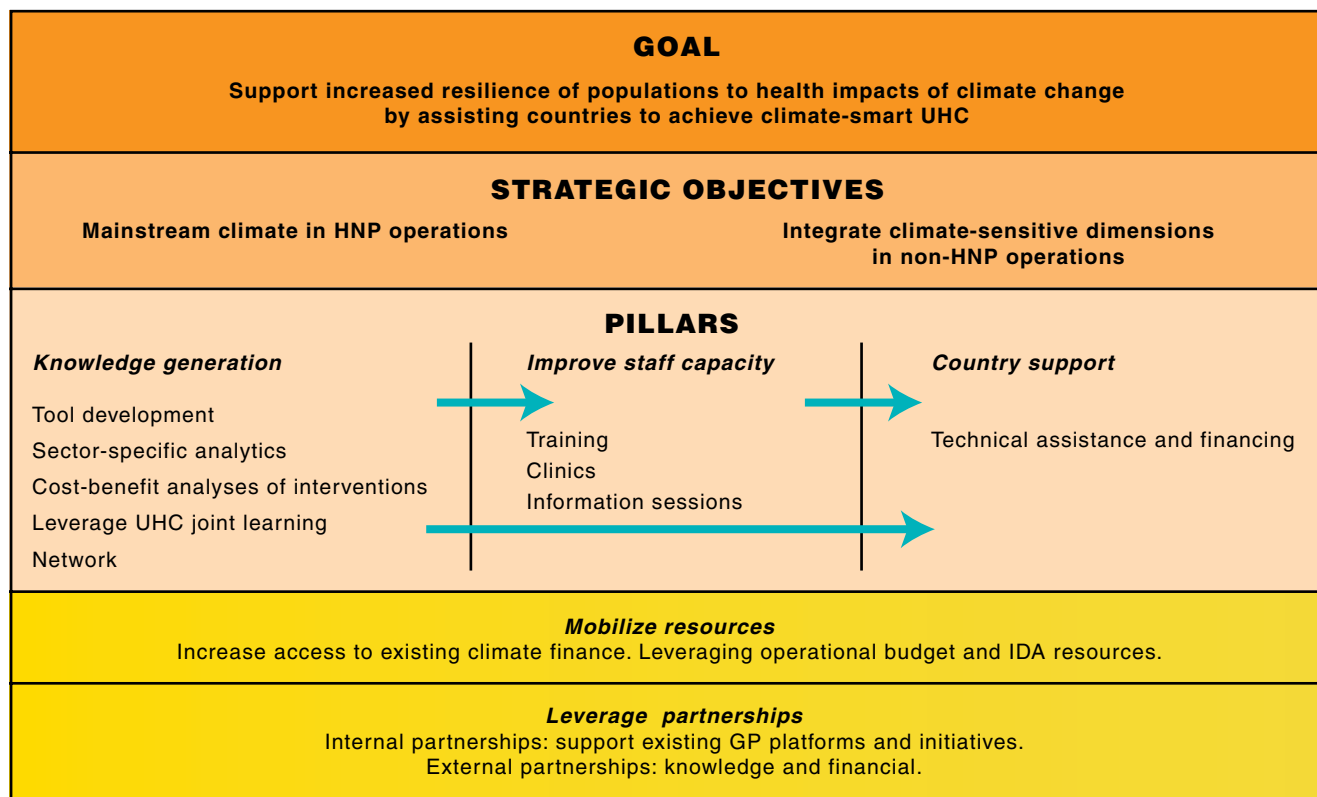 GOAL
Support increased resilience of populations to health impacts of climate change
by assisting countries to achieve climate-smart UHC
STRATEGIC OBJECTIVES
Mainstream climate in HNP operations
Integrate climate-sensitive dimensions
in non-HNP operations
PILLARS
Knowledge generation
Tool development
Sector-specific analytics
Cost-benefit analyses of interventions
Leverage UHC joint learning
Network
Improve staff capacity
Training
Clinics
Information sessions
Country support
Technical assistance and financing
Mobilize resources
Increase access to existing climate finance. Leveraging operational budget and IDA resources.
Leverage partnerships
Internal partnerships: support existing GP platforms and initiatives.
External partnerships: knowledge and financial.